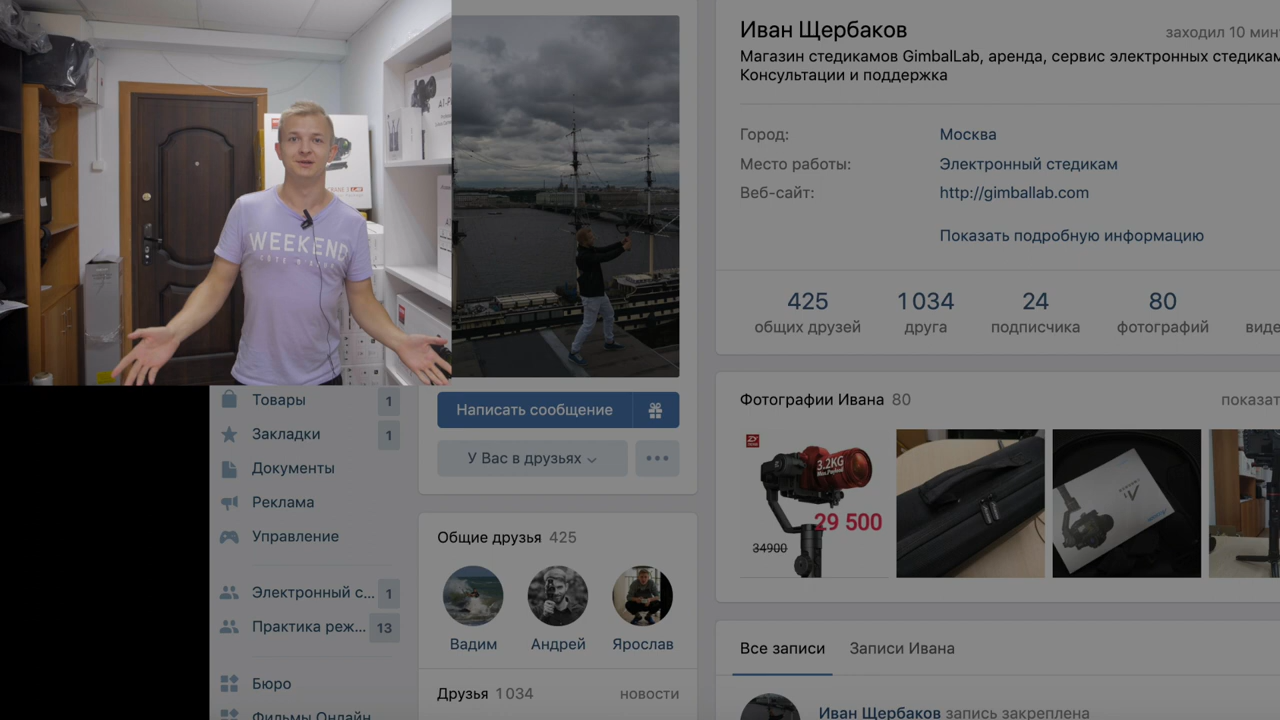 WEEKEND
Иван Щербаков
заходил 10 мин
Магазин стедикамов GimbalLab, аренда, сервис электронных стедикам
Консультации и поддержка
Город:
Москва
Место работы:
Электронный стедикам
Веб-сайт:
http://gimballab.com
Показать подробную информацию
425
1 034
24
80
общих друзей
друга
подписчика
фотографий
виде
Товары
1
Закладки
1
Документы
Реклама
Управление
Электронный с...
1
Практика реж...
13
Бюро
Фильмы Онлайн
Написать сообщение
У Вас в друзьях
Общие друзья 425
Вадим
Андрей
Ярослав
Друзья 1 034
новости
Фотографии Ивана 80
показат
3.2KG
Max.Payload
29 500
34900
Все записи
Записи Ивана
Иван Щербаков запись закреплена